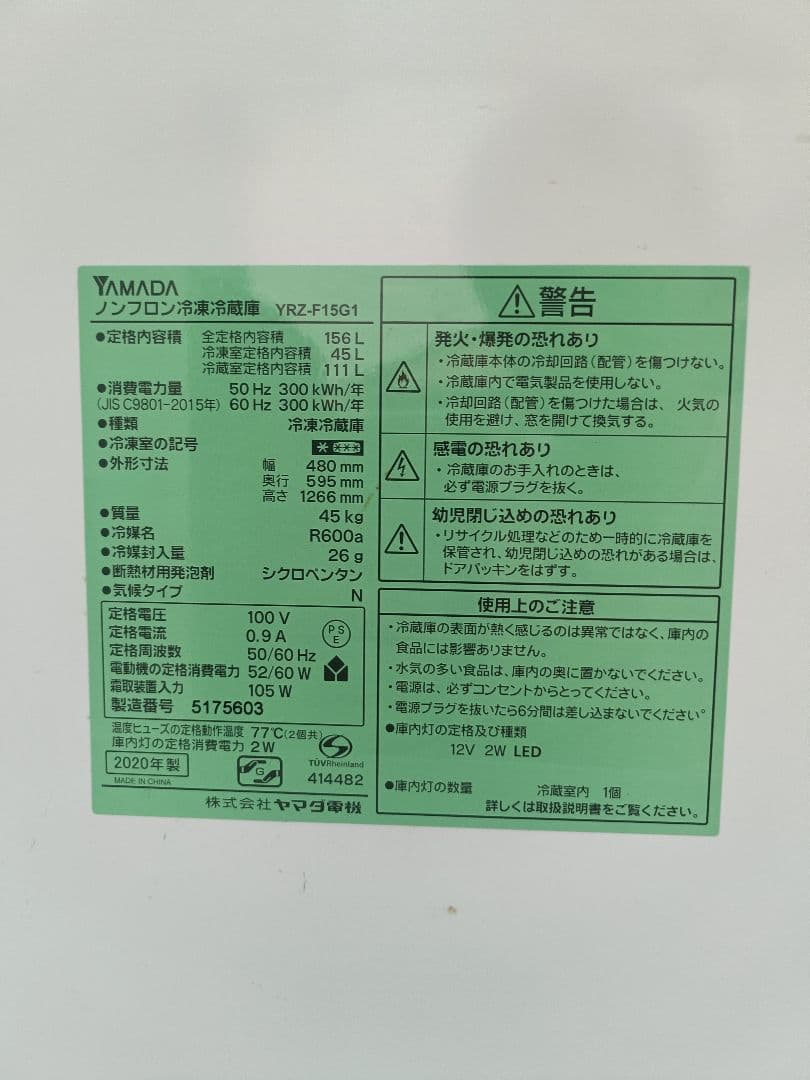 YAMADA
ノンフロン冷凍冷蔵庫 YRZ-F15G1
●定格内容積 全定格内容積 156 L
冷凍室定格内容積 45 L
冷蔵室定格内容積 111 L
●消費電力量 50 Hz 300 kWh/年
(JIS C9801-2015年) 60 Hz 300 kWh/年
●種類 冷凍冷蔵庫
●冷凍室の記号
●外形寸法 幅 480 mm
奥行 595 mm
高さ 1266 mm
●質量 45 kg
●冷媒名 R600a
●冷媒封入量 26 g
●断熱材用発泡剤 シクロペンタン
●気候タイプ N
定格電圧 100 V
定格電流 0.9 A
定格周波数 50/60 Hz
電動機の定格消費電力 52/60 W
霜取装置入力 105 W
製造番号 5175603
PS
E
温度ヒューズの定格動作温度 77℃(2個共)
庫内灯の定格消費電力 2 W
2020年製
MADE IN CHINA
G
TÜVRheinland
414482
株式会社ヤマダ電機
警告
発火・爆発の恐れあり
・冷蔵庫本体の冷却回路(配管)を傷つけない。
・冷蔵庫内で電気製品を使用しない。
・冷却回路(配管)を傷つけた場合は、火気の
使用を避け、窓を開けて換気する。
感電の恐れあり
・冷蔵庫のお手入れのときは、
必ず電源プラグを抜く。
幼児閉じ込めの恐れあり
・リサイクル処理などのため一時的に冷蔵庫を
保管され、幼児閉じ込めの恐れがある場合は、
ドアパッキンをはずす。
使用上のご注意
・冷蔵庫の表面が熱く感じるのは異常ではなく、庫内の
食品には影響ありません。
・水気の多い食品は、庫内の奥に置かないでください。
・電源は、必ずコンセントからとってください。
・電源プラグを抜いたら6分間は差し込まないでください。
●庫内灯の定格及び種類
12V 2W LED
●庫内灯の数量 冷蔵室内 1個
詳しくは取扱説明書をご覧ください。